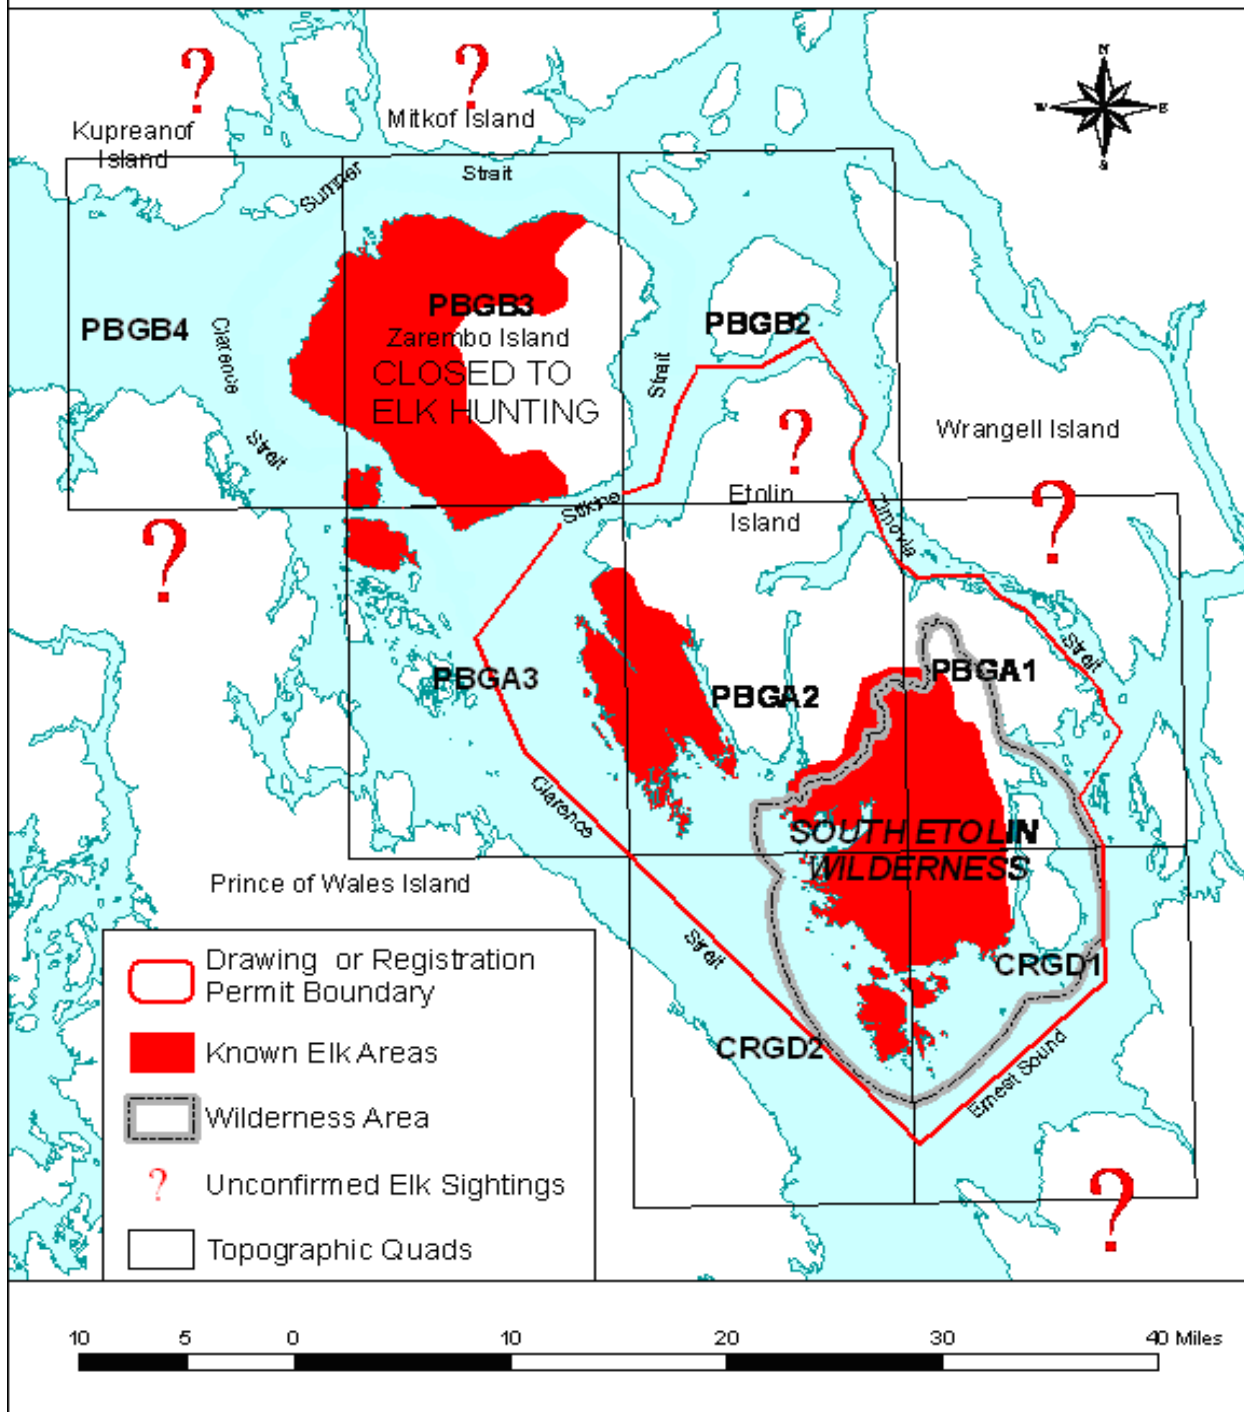 N
W E
S
?
?
Mitkof Island
Kupreanof
Island
Sumner
Strait
PBGB3
Zarembo Island
CLOSED TO
ELK HUNTING
PBGB4
PBGB2
Clarence
Strait
Strait
?
Wrangell Island
Etolin
Island
Stikine
Zimovia
?
?
Strait
PBGA3
PBGA2
PBGA1
Clarence
SOUTH ETOLIN
WILDERNESS
Prince of Wales Island
Strait
CRGD1
CRGD2
Ernest Sound
?
Drawing or Registration
Permit Boundary
Known Elk Areas
Wilderness Area
? Unconfirmed Elk Sightings
Topographic Quads
10 5 0 10 20 30 40 Miles